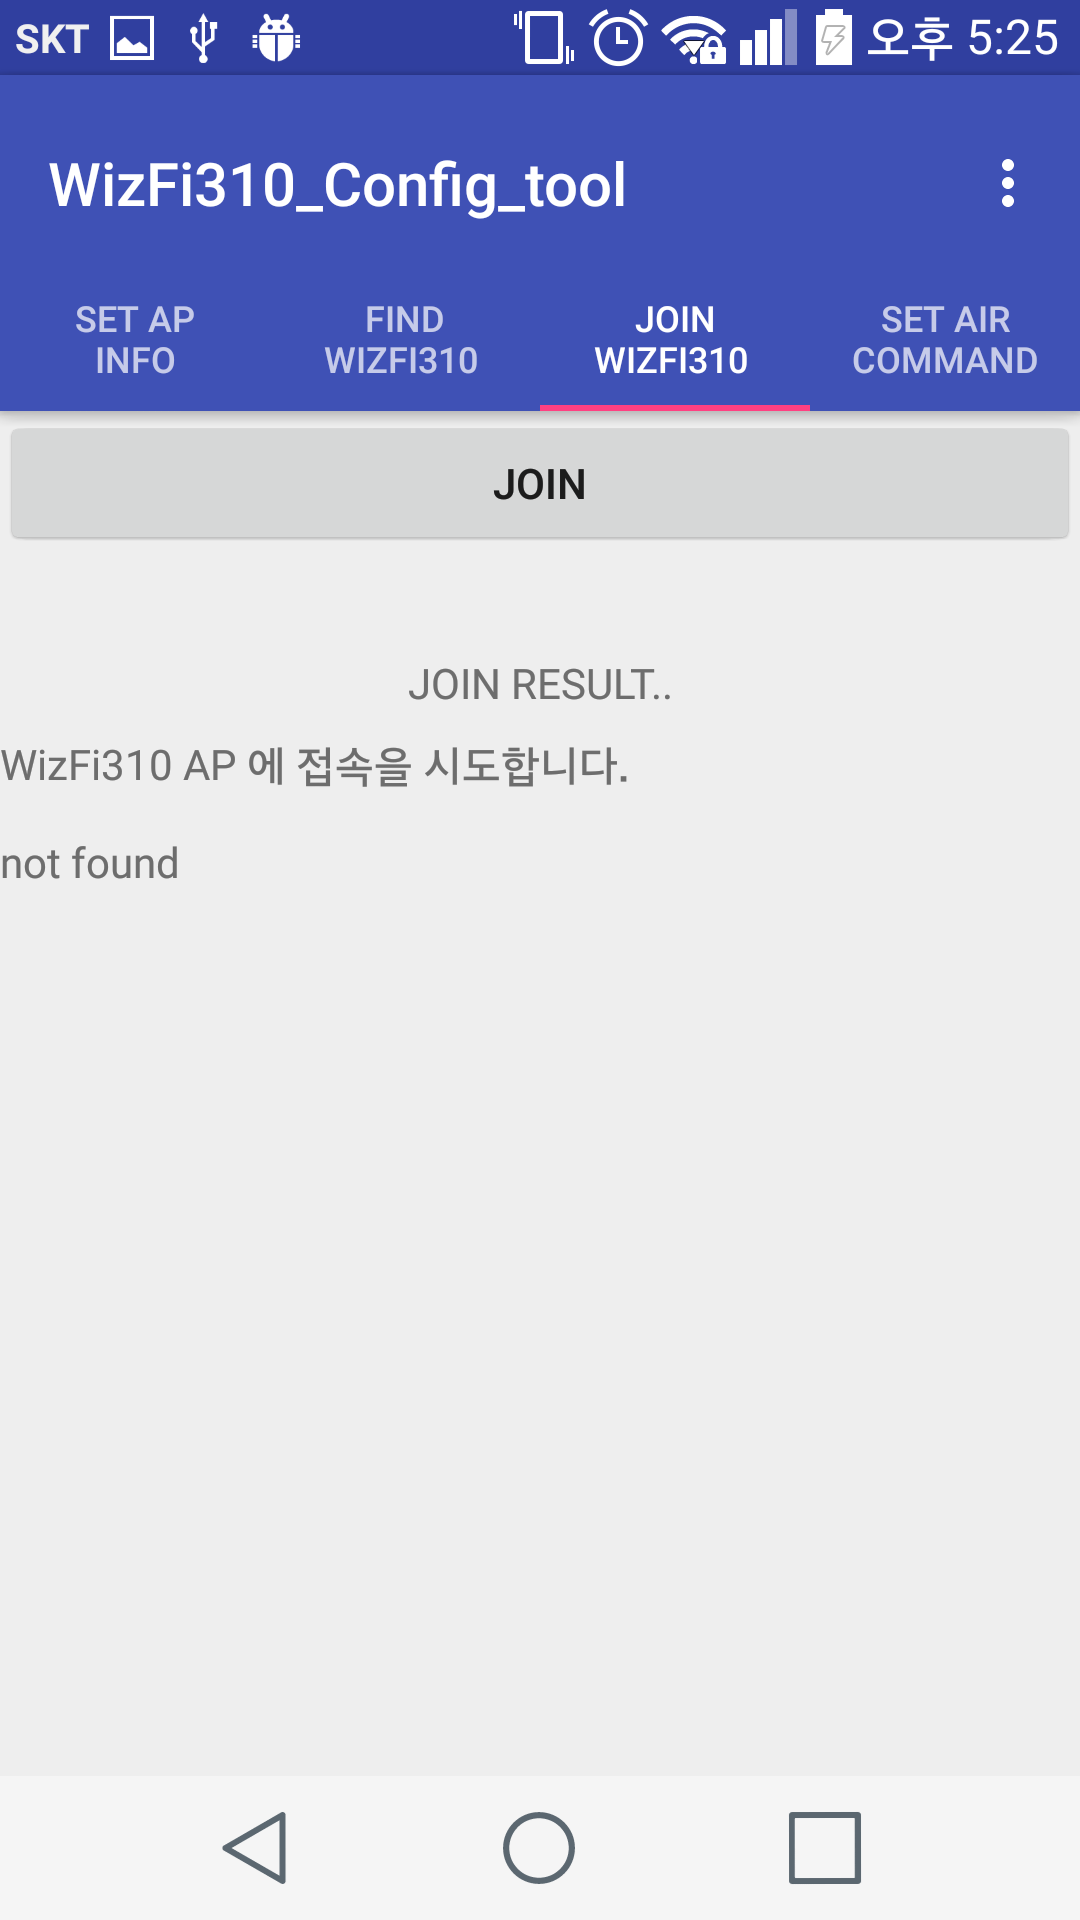 SKT 오후 5:25
WizFi310_Config_tool
SET AP
INFO
FIND
WIZFI310
JOIN
WIZFI310
SET AIR
COMMAND
JOIN
JOIN RESULT..
WizFi310 AP 에 접속을 시도합니다.
not found